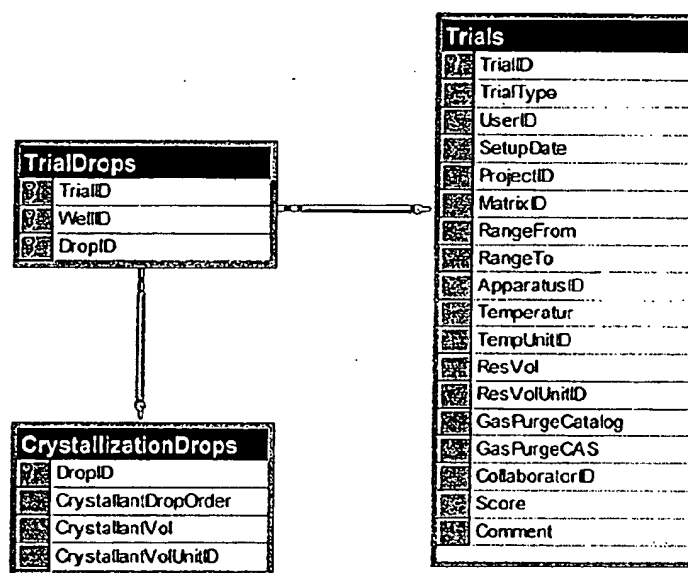 Trials
TrialID
TrialType
UserID
SetupDate
ProjectID
MatrixID
RangeFrom
RangeTo
ApparatusID
Temperatur
TempUnitID
ResVol
ResVolUnitID
GasPurgeCatalog
GasPurgeCAS
CollaboratorID
Score
Comment
TrialDrops
TrialID
WellID
DropID
CrystallizationDrops
DropID
CrystallantDropOrder
CrystallantVol
CrystallantVolUnitID